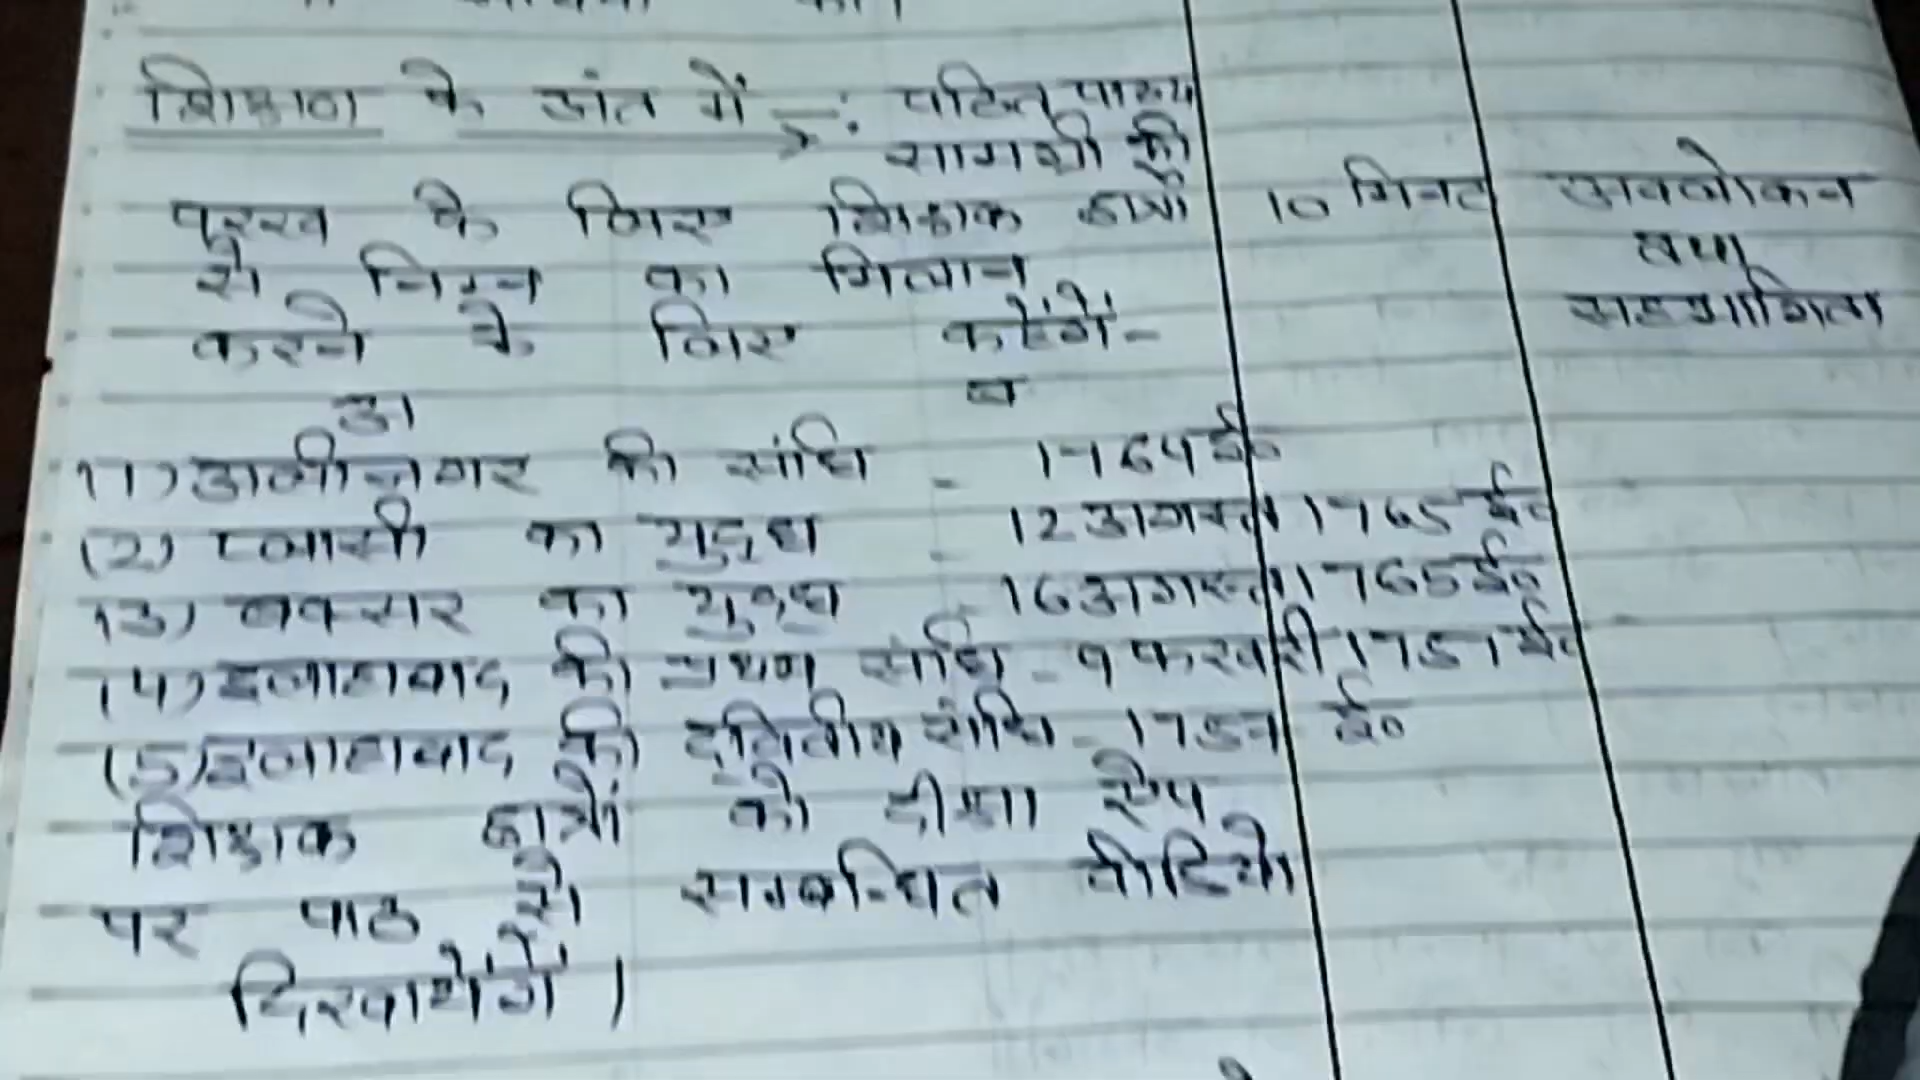 शिक्षण के अंत में -: पठित पाठ्य
सामग्री की
परख के लिए शिक्षक छात्रों
से निम्न का मिलान
करने के लिए कहेंगें-
10 मिनट
अवलोकन
तथा
सहभागिता
अ ब
(1) अलीनगर की संधि - 1764 ई०
(2) प्लासी का युद्ध - 12 अगस्त 1765 ई०
(3) बक्सर का युद्ध - 16 अगस्त 1765 ई०
(4) इलाहाबाद की प्रथम संधि - 9 फरवरी 1757 ई०
(5) इलाहाबाद की द्वितीय संधि - 1757 ई०
शिक्षक छात्रों को दीक्षा ऐप
पर पाठ से सम्बन्धित वीडियो
दिखायेंगें।